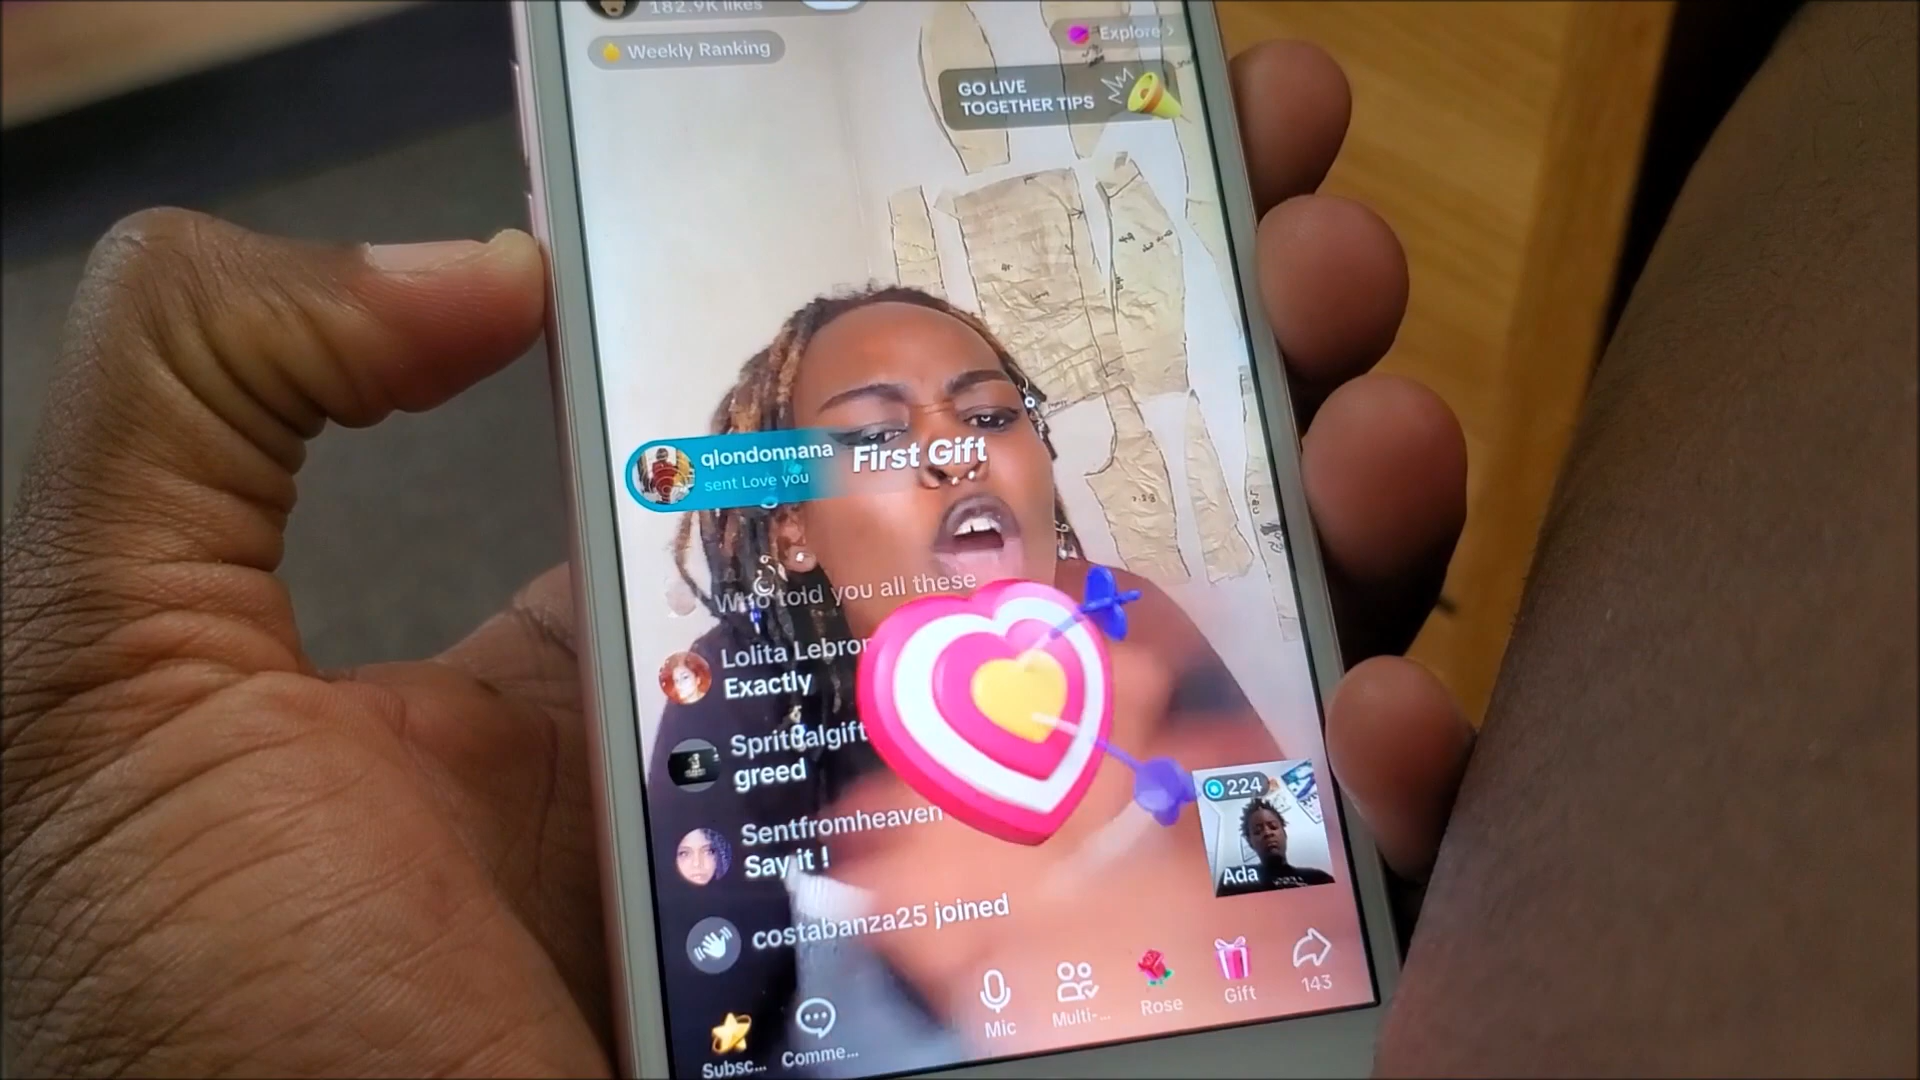 182.9K likes
Weekly Ranking
Explore >
GO LIVE
TOGETHER TIPS
qlondonnana
sent Love you
First Gift
Who told you all these
Lolita Lebron
Exactly
Spiritualgift
greed
Sentfromheaven
Say it !
costabanza25 joined
224
Ada
Subsc...
Comme...
Mic
Multi-...
Rose
Gift
143